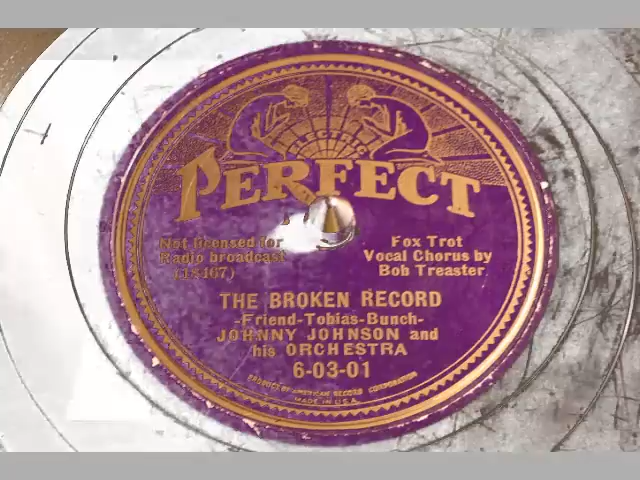 ELECTRIC
PERFECT
Not licensed for
Radio broadcast
(18467)
Fox Trot
Vocal Chorus by
Bob Treaster
THE BROKEN RECORD
-Friend-Tobias-Bunch-
JOHNNY JOHNSON and
his ORCHESTRA
6-03-01
PRODUCT OF AMERICAN RECORD CORPORATION
MADE IN U.S.A.